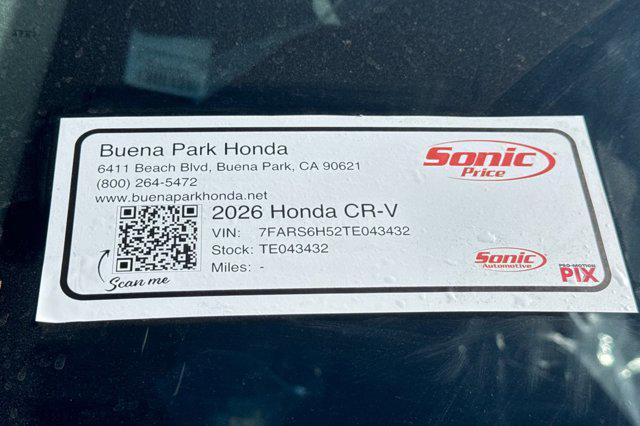 Buena Park Honda
6411 Beach Blvd, Buena Park, CA 90621
(800) 264-5472
www.buenaparkhonda.net
Sonic
Price
2026 Honda CR-V
VIN: 7FARS6H52TE043432
Stock: TE043432
Miles: -
Scan me
Sonic
Automotive
PRO-MOTION
PIX